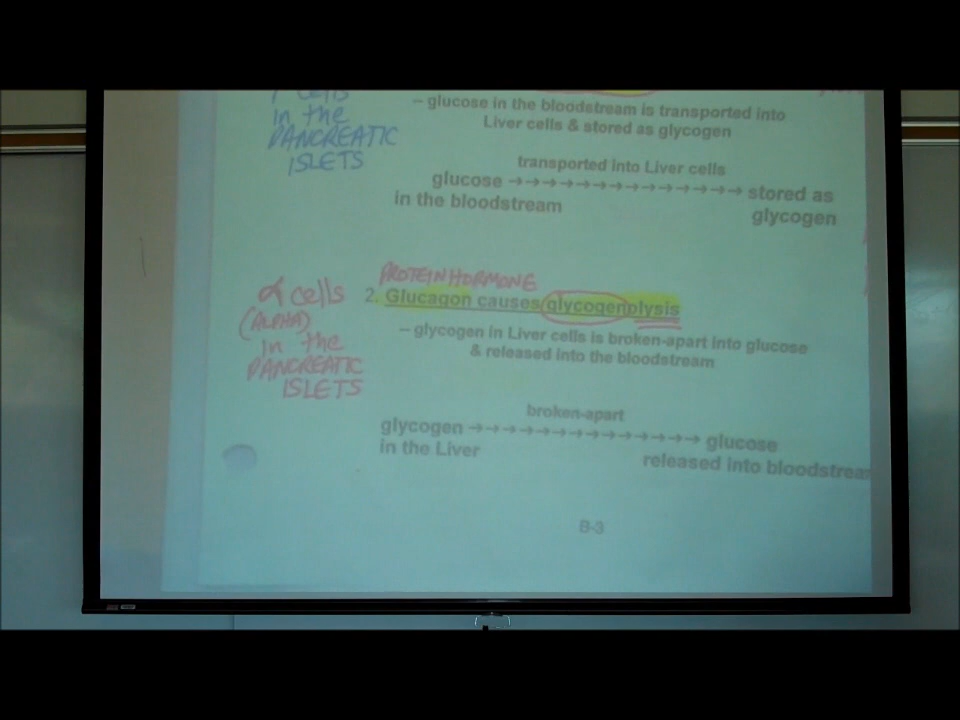 cells
in the
PANCREATIC
ISLETS
– glucose in the bloodstream is transported into
Liver cells & stored as glycogen
transported into Liver cells
glucose →→→→→→→→→→→→→→ stored as
in the bloodstream glycogen
PROTEIN HORMONE
α cells
(ALPHA)
in the
PANCREATIC
ISLETS
2. Glucagon causes glycogenolysis
– glycogen in Liver cells is broken-apart into glucose
& released into the bloodstream
broken-apart
glycogen →→→→→→→→→→→→→→ glucose
in the Liver released into bloodstrea
B-3